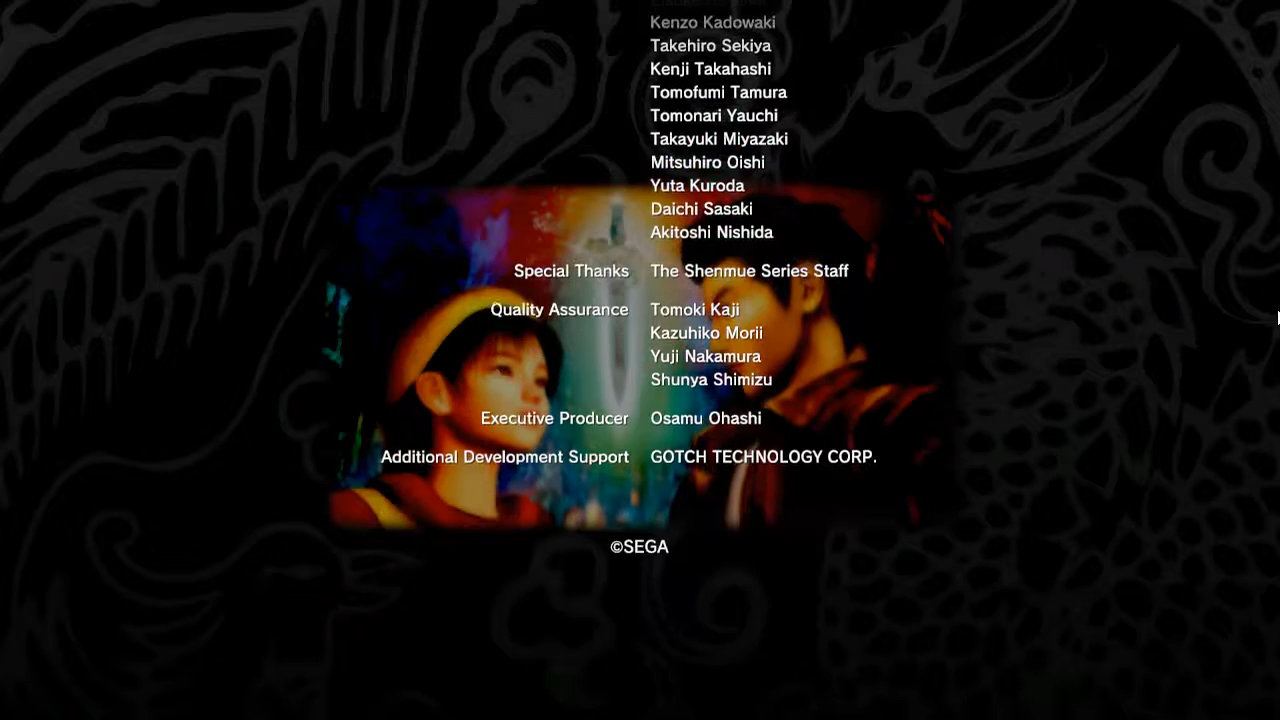 Kenzo Kadowaki
Takehiro Sekiya
Kenji Takahashi
Tomofumi Tamura
Tomonari Yauchi
Takayuki Miyazaki
Mitsuhiro Oishi
Yuta Kuroda
Daichi Sasaki
Akitoshi Nishida
Special Thanks The Shenmue Series Staff
Quality Assurance Tomoki Kaji
Kazuhiko Morii
Yuji Nakamura
Shunya Shimizu
Executive Producer Osamu Ohashi
Additional Development Support GOTCH TECHNOLOGY CORP.
©SEGA